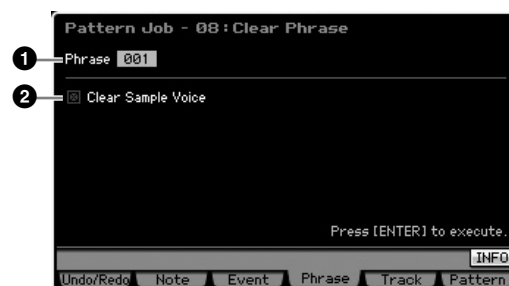 Pattern Job - 08:Clear Phrase
1 Phrase 001
2 Clear Sample Voice
Press [ENTER] to execute.
INFO
Undo/Redo Note Event Phrase Track Pattern